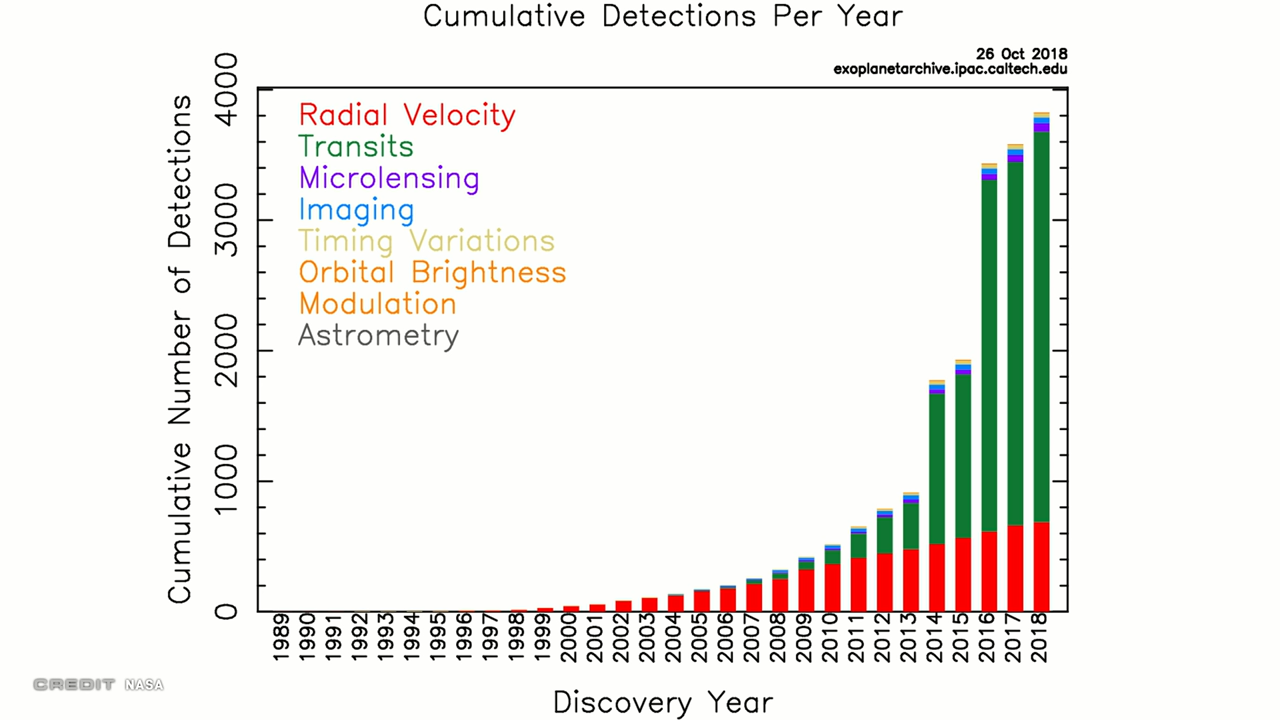 Cumulative Detections Per Year
26 Oct 2018
exoplanetarchive.ipac.caltech.edu
Cumulative Number of Detections
4000
3000
2000
1000
0
Radial Velocity
Transits
Microlensing
Imaging
Timing Variations
Orbital Brightness
Modulation
Astrometry
1989 1990 1991 1992 1993 1994 1995 1996 1997 1998 1999 2000 2001 2002 2003 2004 2005 2006 2007 2008 2009 2010 2011 2012 2013 2014 2015 2016 2017 2018
Discovery Year
CREDIT NASA